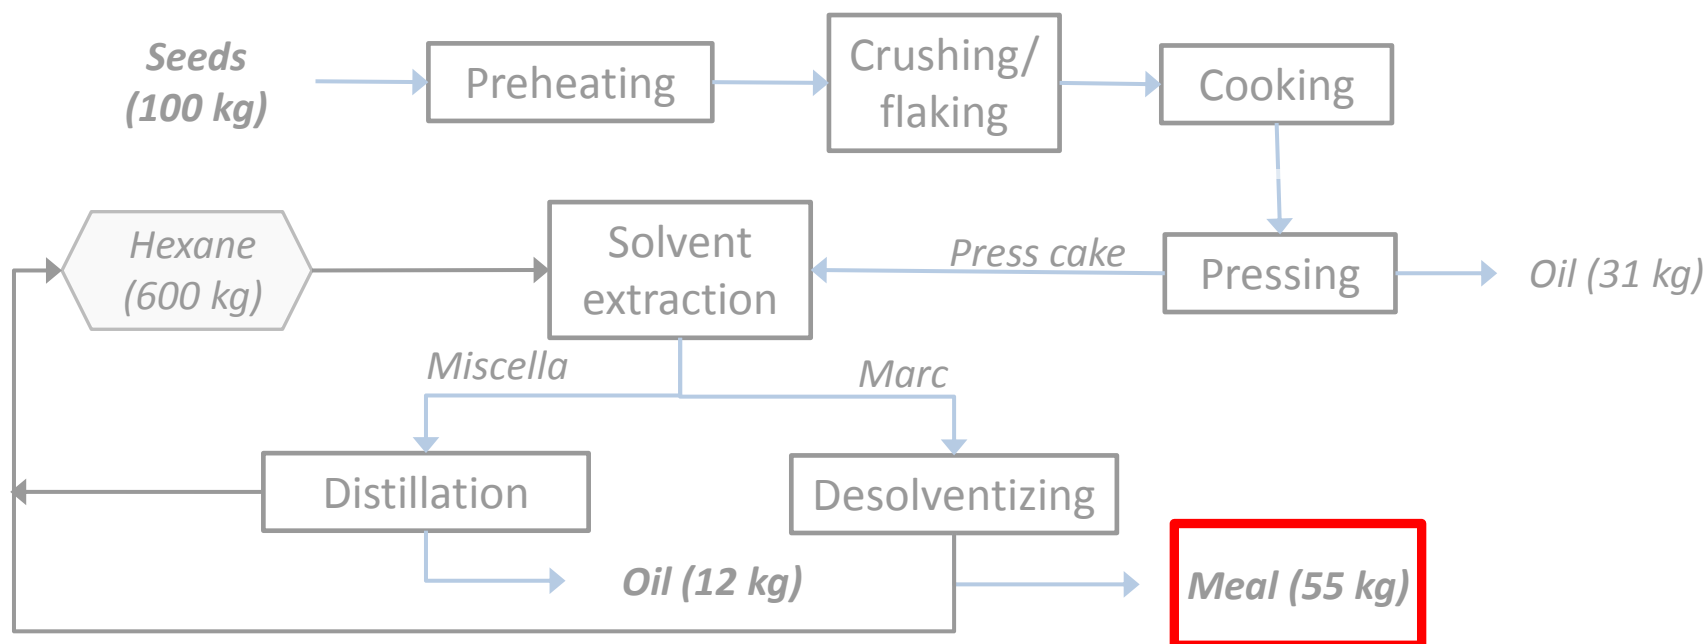 Seeds
(100 kg)
Preheating
Crushing/
flaking
Cooking
Hexane
(600 kg)
Solvent
extraction
Press cake
Pressing
Oil (31 kg)
Miscella
Marc
Distillation
Desolventizing
Oil (12 kg)
Meal (55 kg)